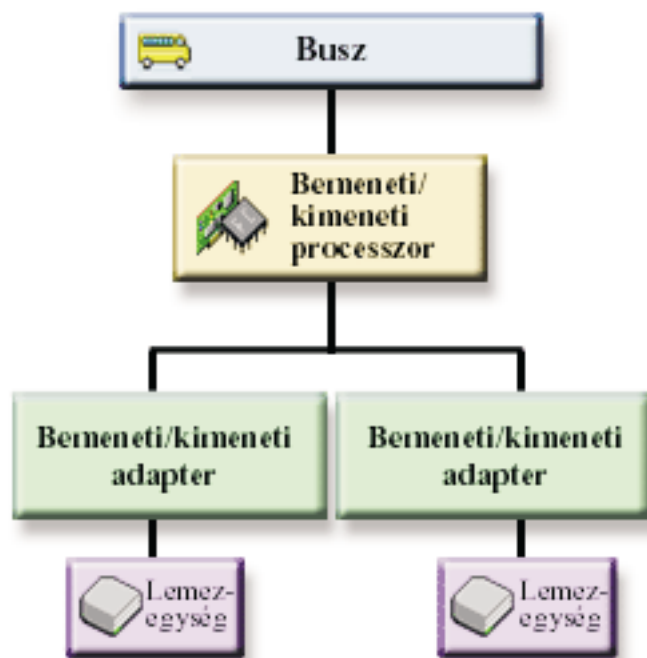 Busz
Bemeneti/
kimeneti
processzor
Bemeneti/kimeneti
adapter
Bemeneti/kimeneti
adapter
Lemez-
egység
Lemez-
egység